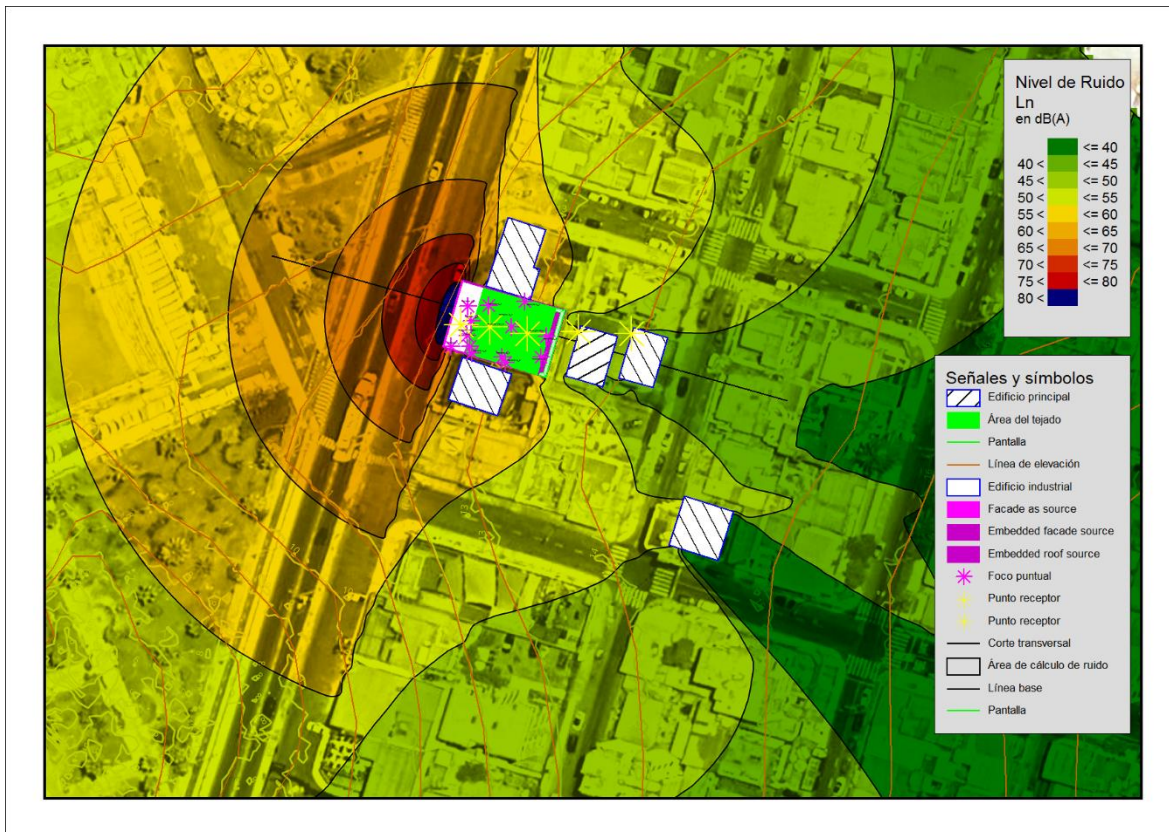 Nivel de Ruido
Ln
en dB(A)
<= 40
40 < <= 45
45 < <= 50
50 < <= 55
55 < <= 60
60 < <= 65
65 < <= 70
70 < <= 75
75 < <= 80
80 <
Señales y símbolos
Edificio principal
Área del tejado
Pantalla
Línea de elevación
Edificio industrial
Facade as source
Embedded facade source
Embedded roof source
Foco puntual
Punto receptor
Punto receptor
Corte transversal
Área de cálculo de ruido
Línea base
Pantalla